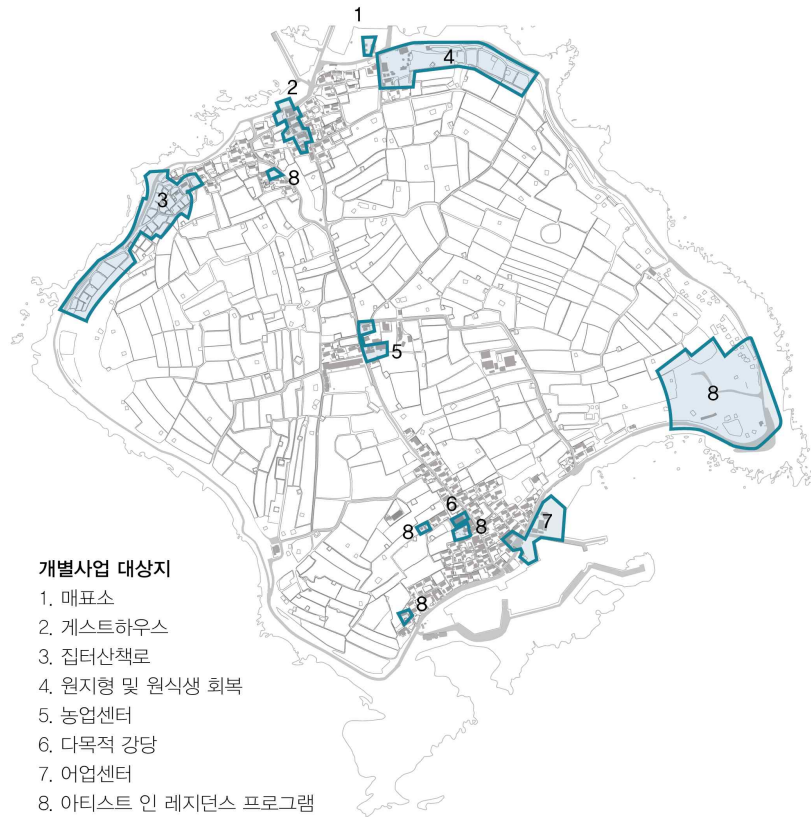 1
4
2
8
3
5
8
6
8
8
7
8
개별사업 대상지
1. 매표소
2. 게스트하우스
3. 집터산책로
4. 원지형 및 원식생 회복
5. 농업센터
6. 다목적 강당
7. 어업센터
8. 아티스트 인 레지던스 프로그램